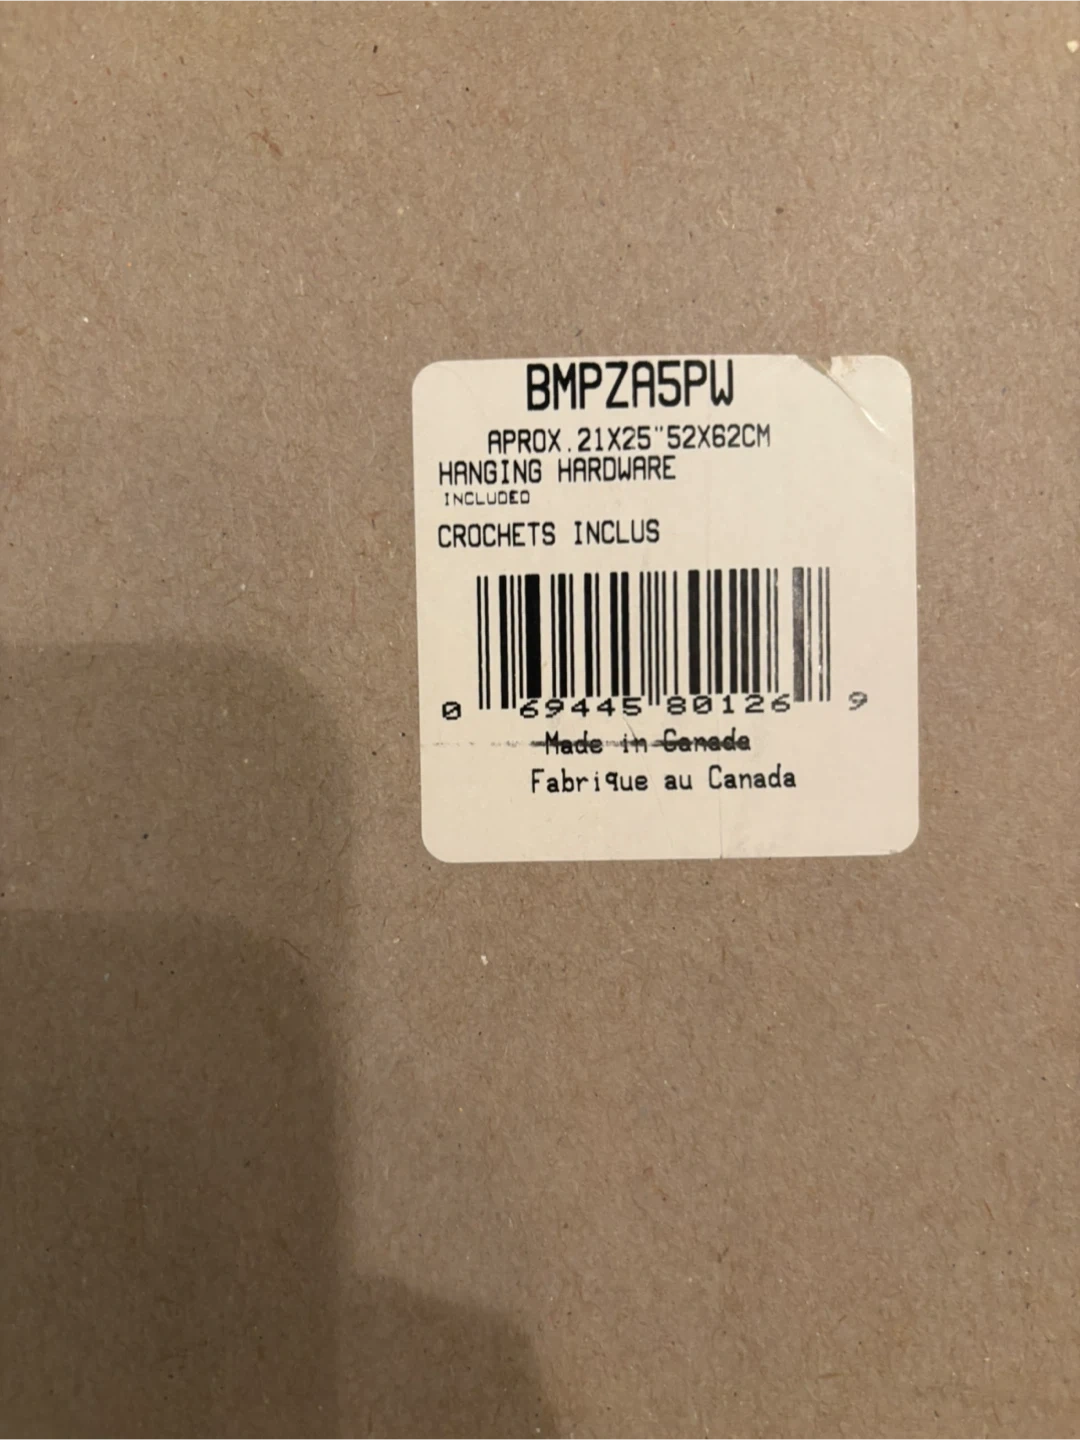 BMPZA5PW
APROX.21X25"52X62CM
HANGING HARDWARE
INCLUDED
CROCHETS INCLUS
0 69445 80126 9
Made in Canada
Fabrique au Canada